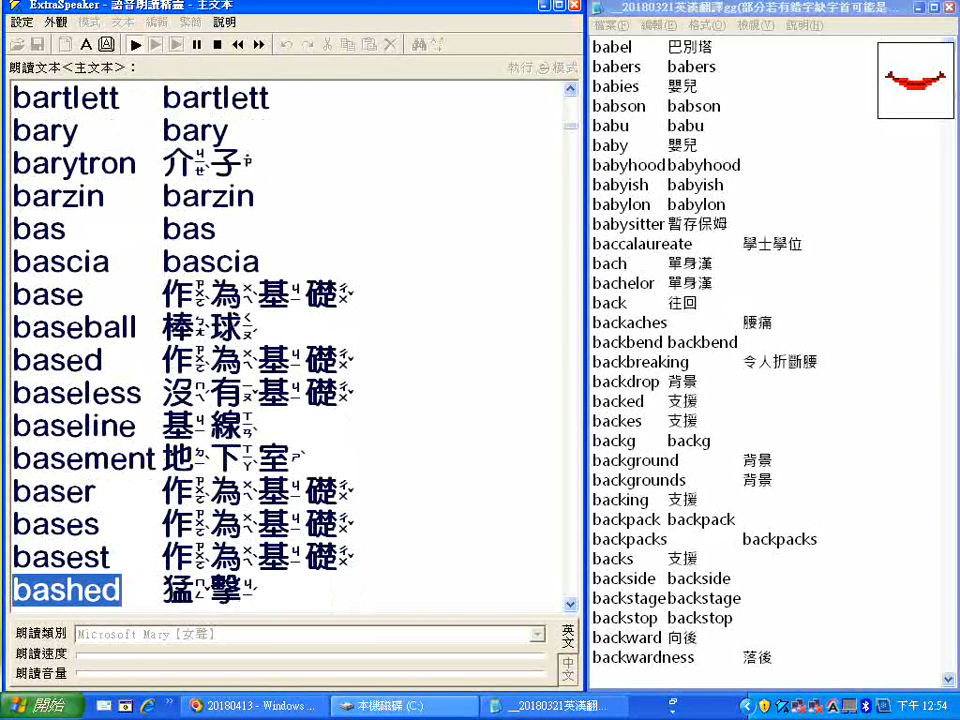 ExtraSpeaker - 語音朗讀精靈 - 主文本
設定 外觀 模式 文本 編輯 繁簡 說明
朗讀文本<主文本>：
執行 模式
bartlett bartlett
bary bary
barytron 介子
barzin barzin
bas bas
bascia bascia
base 作為基礎
baseball 棒球
based 作為基礎
baseless 沒有基礎
baseline 基線
basement 地下室
baser 作為基礎
bases 作為基礎
basest 作為基礎
bashed 猛擊
朗讀類別 Microsoft Mary【女聲】
朗讀速度
朗讀音量
英文
中文
__20180321英漢翻譯gg(部分若有錯字缺字首可能是...
檔案(F) 編輯(E) 格式(O) 檢視(V) 說明(H)
babel 巴別塔
babers babers
babies 嬰兒
babson babson
babu babu
baby 嬰兒
babyhood babyhood
babyish babyish
babylon babylon
babysitter 暫存保姆
baccalaureate 學士學位
bach 單身漢
bachelor 單身漢
back 往回
backaches 腰痛
backbend backbend
backbreaking 令人折斷腰
backdrop 背景
backed 支援
backes 支援
backg backg
background 背景
backgrounds 背景
backing 支援
backpack backpack
backpacks backpacks
backs 支援
backside backside
backstage backstage
backstop backstop
backward 向後
backwardness 落後
開始
20180413 - Windows ...
本機磁碟 (C:)
__20180321英漢翻...
下午 12:54